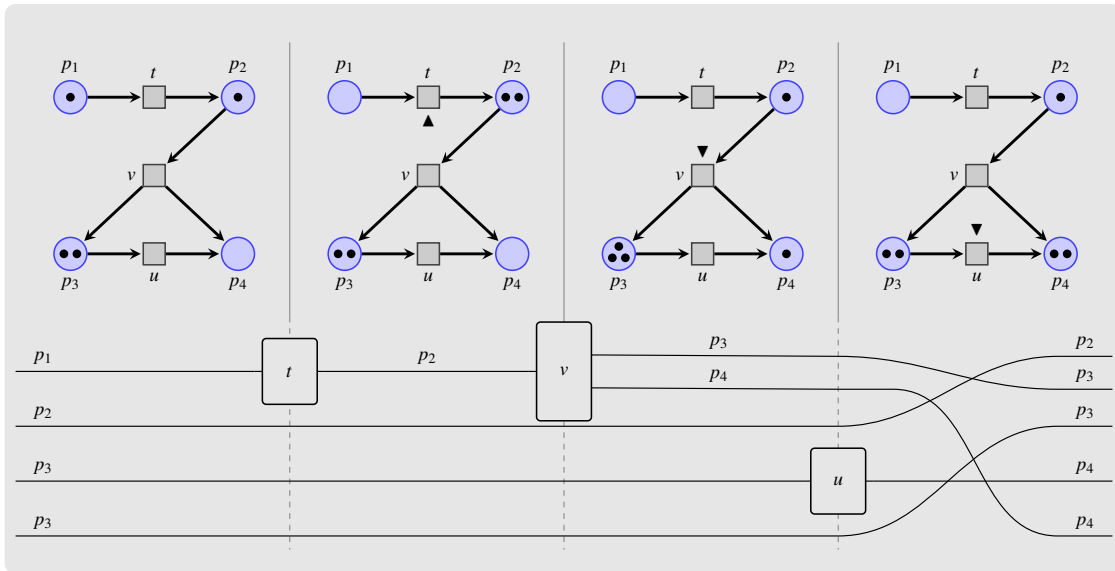 p1 t p2 p1 t p2 p1 t p2 p1 t p2
v v v v
p3 u p4 p3 u p4 p3 u p4 p3 u p4
p1 t p2 v p3 p2
p4 p3
p2 p3
p3 u p4
p3 p4